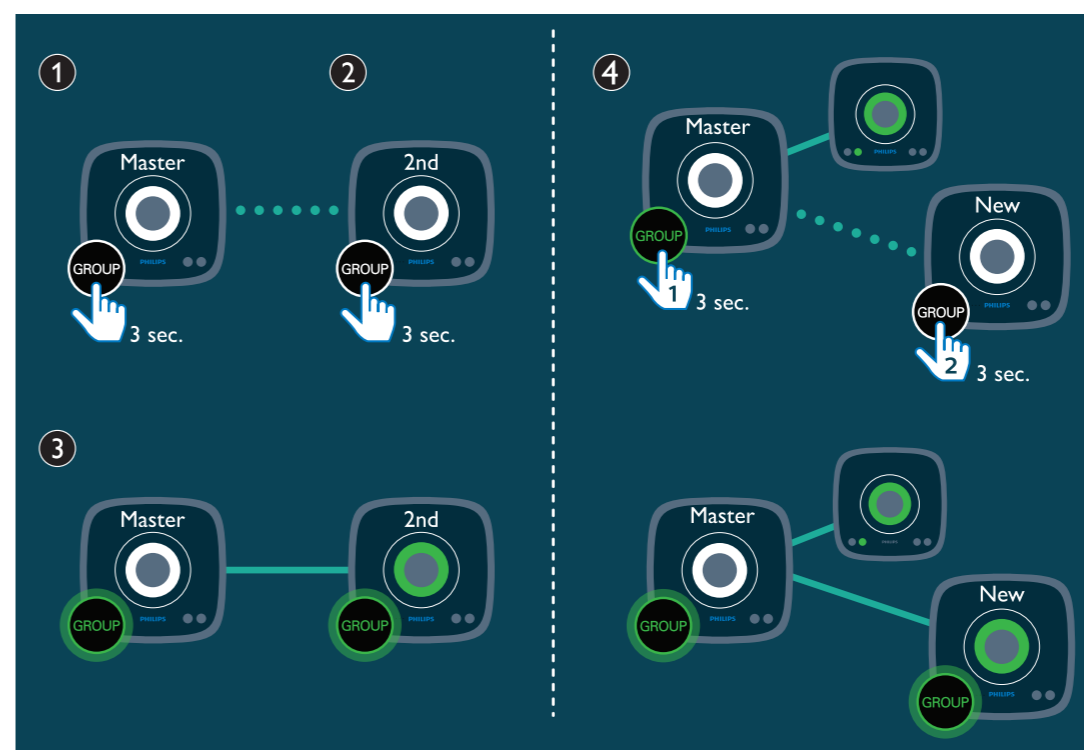 1
2
Master
2nd
GROUP
PHILIPS
GROUP
PHILIPS
3 sec.
3 sec.
3
Master
2nd
GROUP
PHILIPS
GROUP
PHILIPS
4
Master
PHILIPS
New
GROUP
PHILIPS
1
3 sec.
GROUP
PHILIPS
2
3 sec.
Master
PHILIPS
New
GROUP
PHILIPS
GROUP
PHILIPS